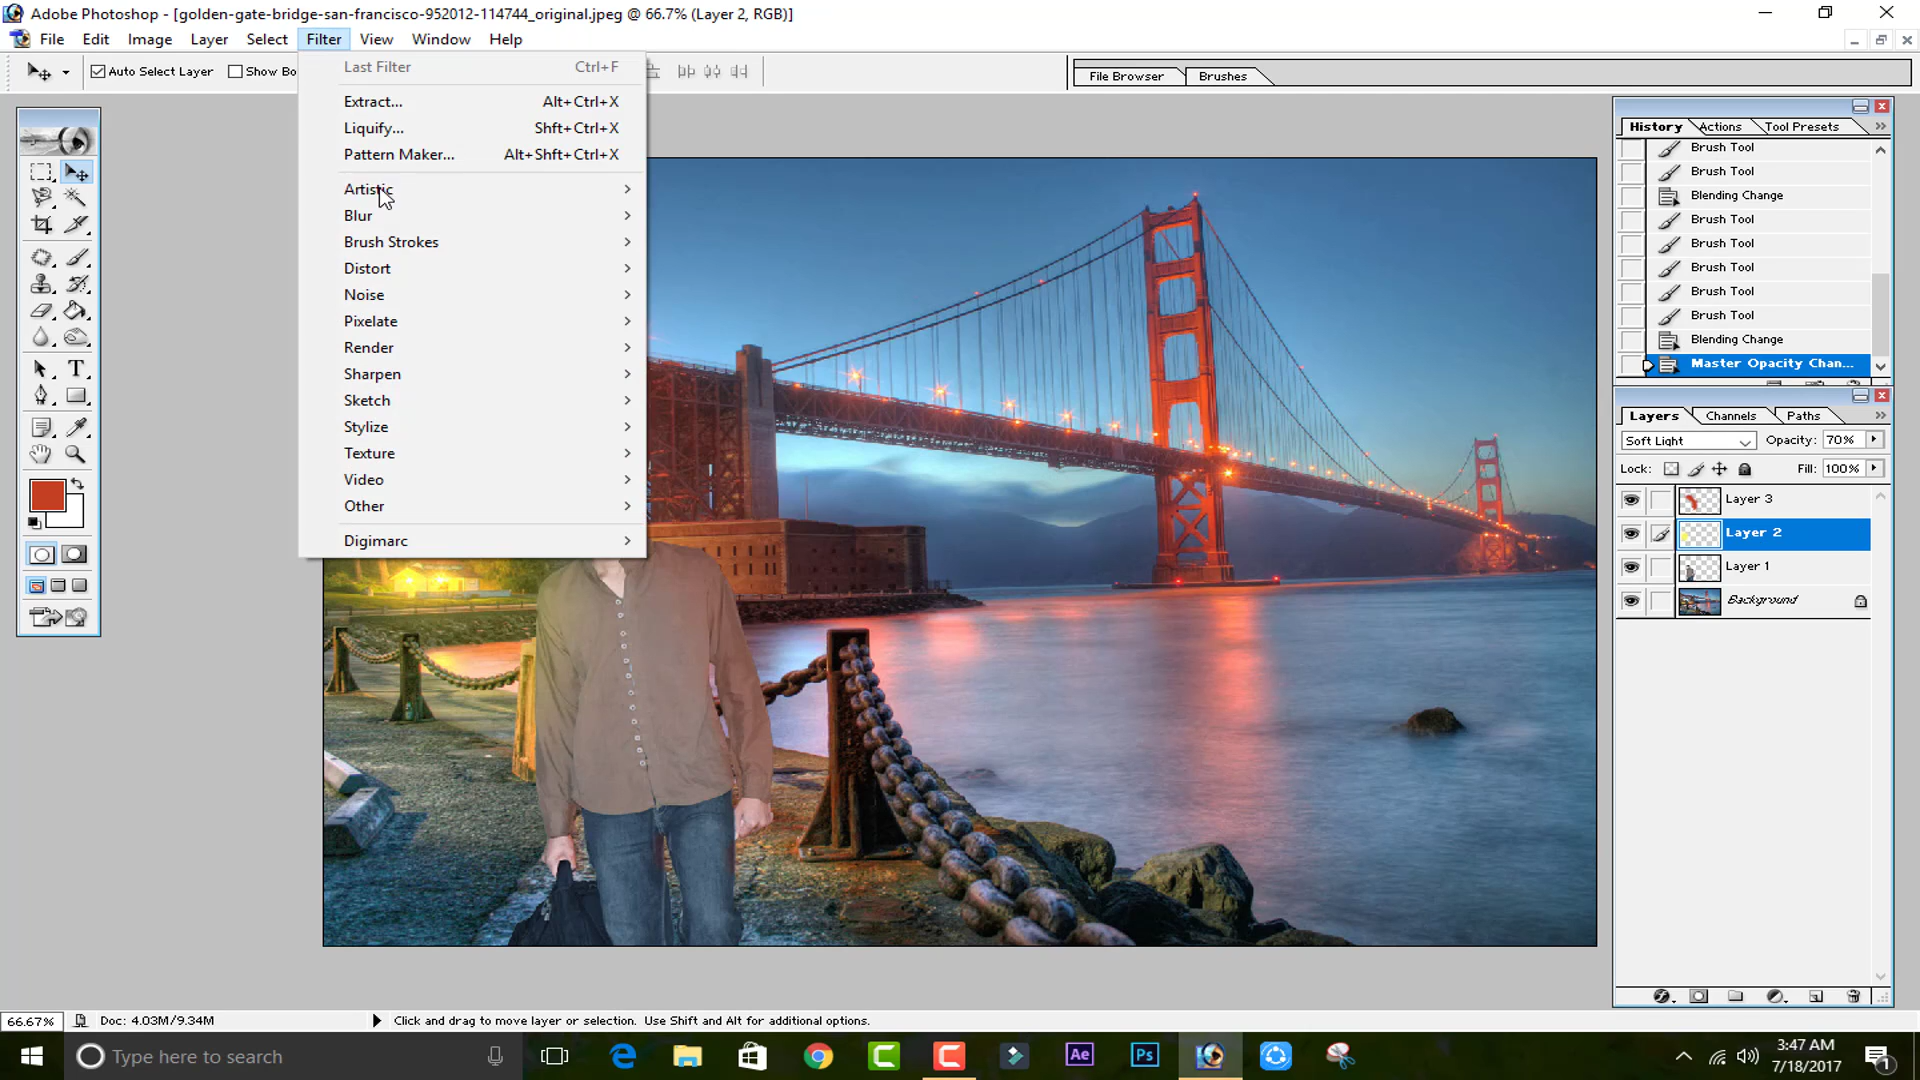 Adobe Photoshop - [golden-gate-bridge-san-francisco-952012-114744_original.jpeg @ 66.7% (Layer 2, RGB)]
File Edit Image Layer Select Filter View Window Help
Auto Select Layer Show Bo
File Browser Brushes
Last Filter Ctrl+F
Extract... Alt+Ctrl+X
Liquify... Shft+Ctrl+X
Pattern Maker... Alt+Shft+Ctrl+X
Artistic
Blur
Brush Strokes
Distort
Noise
Pixelate
Render
Sharpen
Sketch
Stylize
Texture
Video
Other
Digimarc
History Actions Tool Presets
Brush Tool
Brush Tool
Blending Change
Brush Tool
Brush Tool
Brush Tool
Brush Tool
Brush Tool
Blending Change
Master Opacity Chan...
Layers Channels Paths
Soft Light Opacity: 70%
Lock: Fill: 100%
Layer 3
Layer 2
Layer 1
Background
66.67% Doc: 4.03M/9.34M Click and drag to move layer or selection. Use Shift and Alt for additional options.
Type here to search
Ae
Ps
3:47 AM
7/18/2017
1